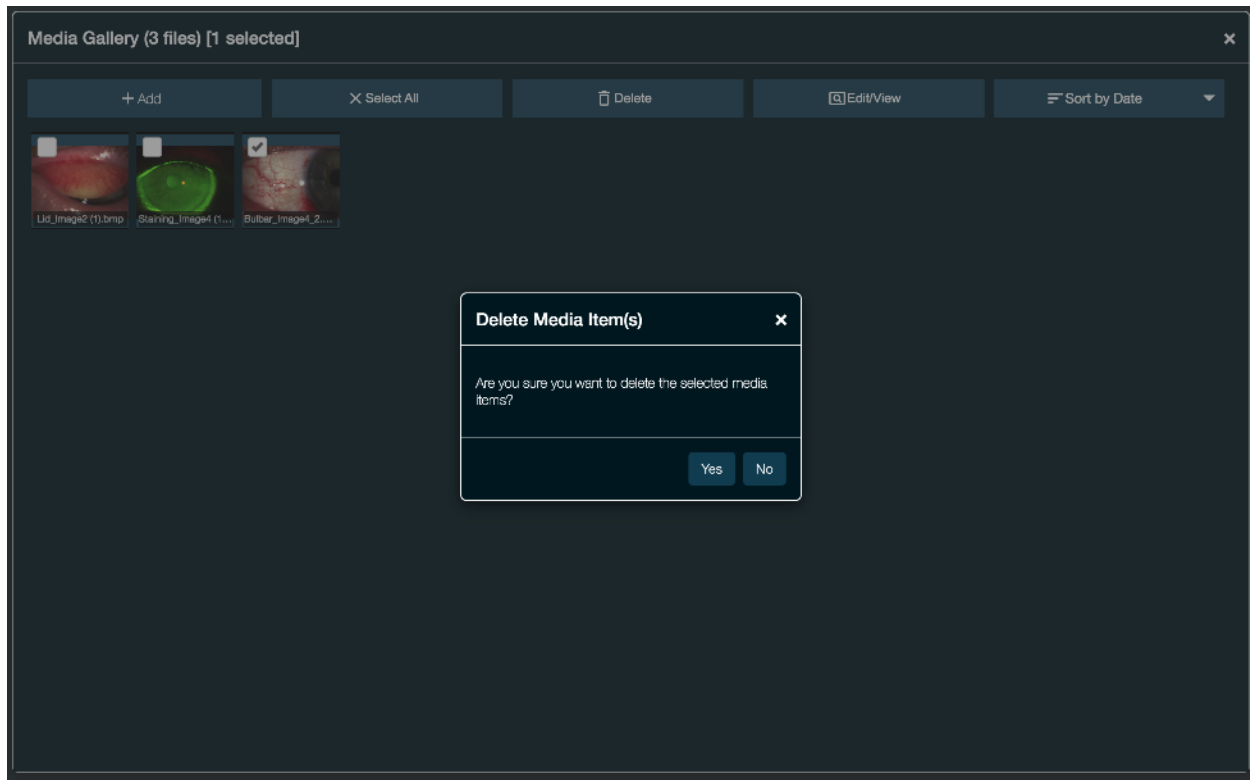 Media Gallery (3 files) [1 selected]
+ Add
Select All
Delete
Edit/View
Sort by Date
Lid_Image2 (1).bmp
Staining_Image4 (1....
Bulbar_Image4_2....
Delete Media Item(s)
Are you sure you want to delete the selected media
items?
Yes
No